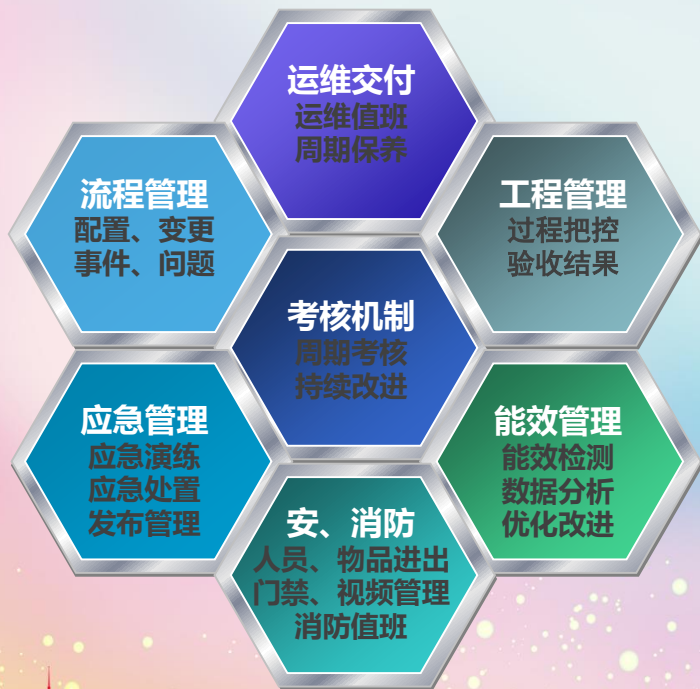 运维交付
运维值班
周期保养
流程管理
配置、变更
事件、问题
工程管理
过程把控
验收结果
考核机制
周期考核
持续改进
应急管理
应急演练
应急处置
发布管理
能效管理
能效检测
数据分析
优化改进
安、消防
人员、物品进出
门禁、视频管理
消防值班